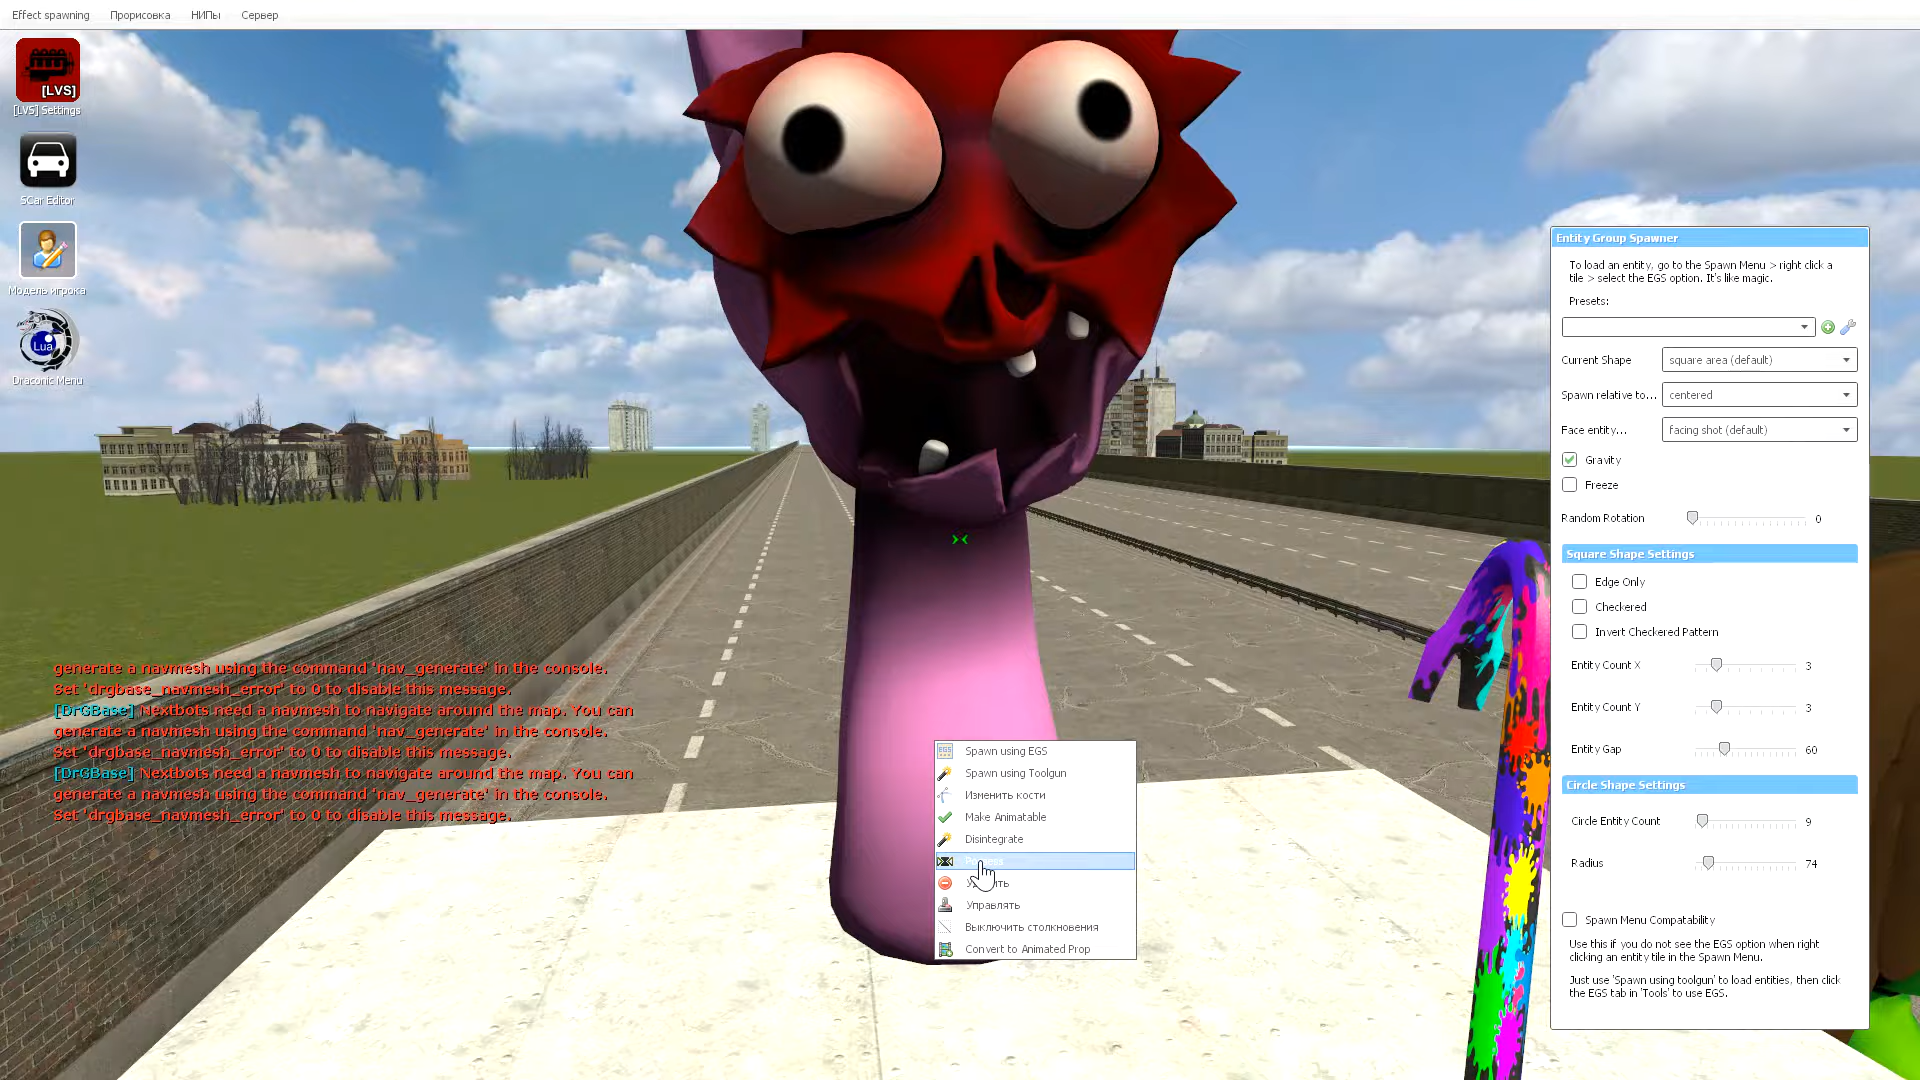 Effect spawning
Прорисовка
НИПы
Сервер
[LVS]
[LVS] Settings
SCar Editor
Модель игрока
Lua
Draconic Menu
generate a navmesh using the command 'nav_generate' in the console.
Set 'drgbase_navmesh_error' to 0 to disable this message.
[DrGBase] Nextbots need a navmesh to navigate around the map. You can
generate a navmesh using the command 'nav_generate' in the console.
Set 'drgbase_navmesh_error' to 0 to disable this message.
[DrGBase] Nextbots need a navmesh to navigate around the map. You can
generate a navmesh using the command 'nav_generate' in the console.
Set 'drgbase_navmesh_error' to 0 to disable this message.
EGS Spawn using EGS
Spawn using Toolgun
Изменить кости
Make Animatable
Disintegrate
Управлять
Выключить столкновения
Convert to Animated Prop
Entity Group Spawner
To load an entity, go to the Spawn Menu > right click a
tile > select the EGS option. It's like magic.
Presets:
Current Shape square area (default)
Spawn relative to... centered
Face entity... facing shot (default)
Gravity
Freeze
Random Rotation 0
Square Shape Settings
Edge Only
Checkered
Invert Checkered Pattern
Entity Count X 3
Entity Count Y 3
Entity Gap 60
Circle Shape Settings
Circle Entity Count 9
Radius 74
Spawn Menu Compatability
Use this if you do not see the EGS option when right
clicking an entity tile in the Spawn Menu.
Just use 'Spawn using toolgun' to load entities, then click
the EGS tab in 'Tools' to use EGS.